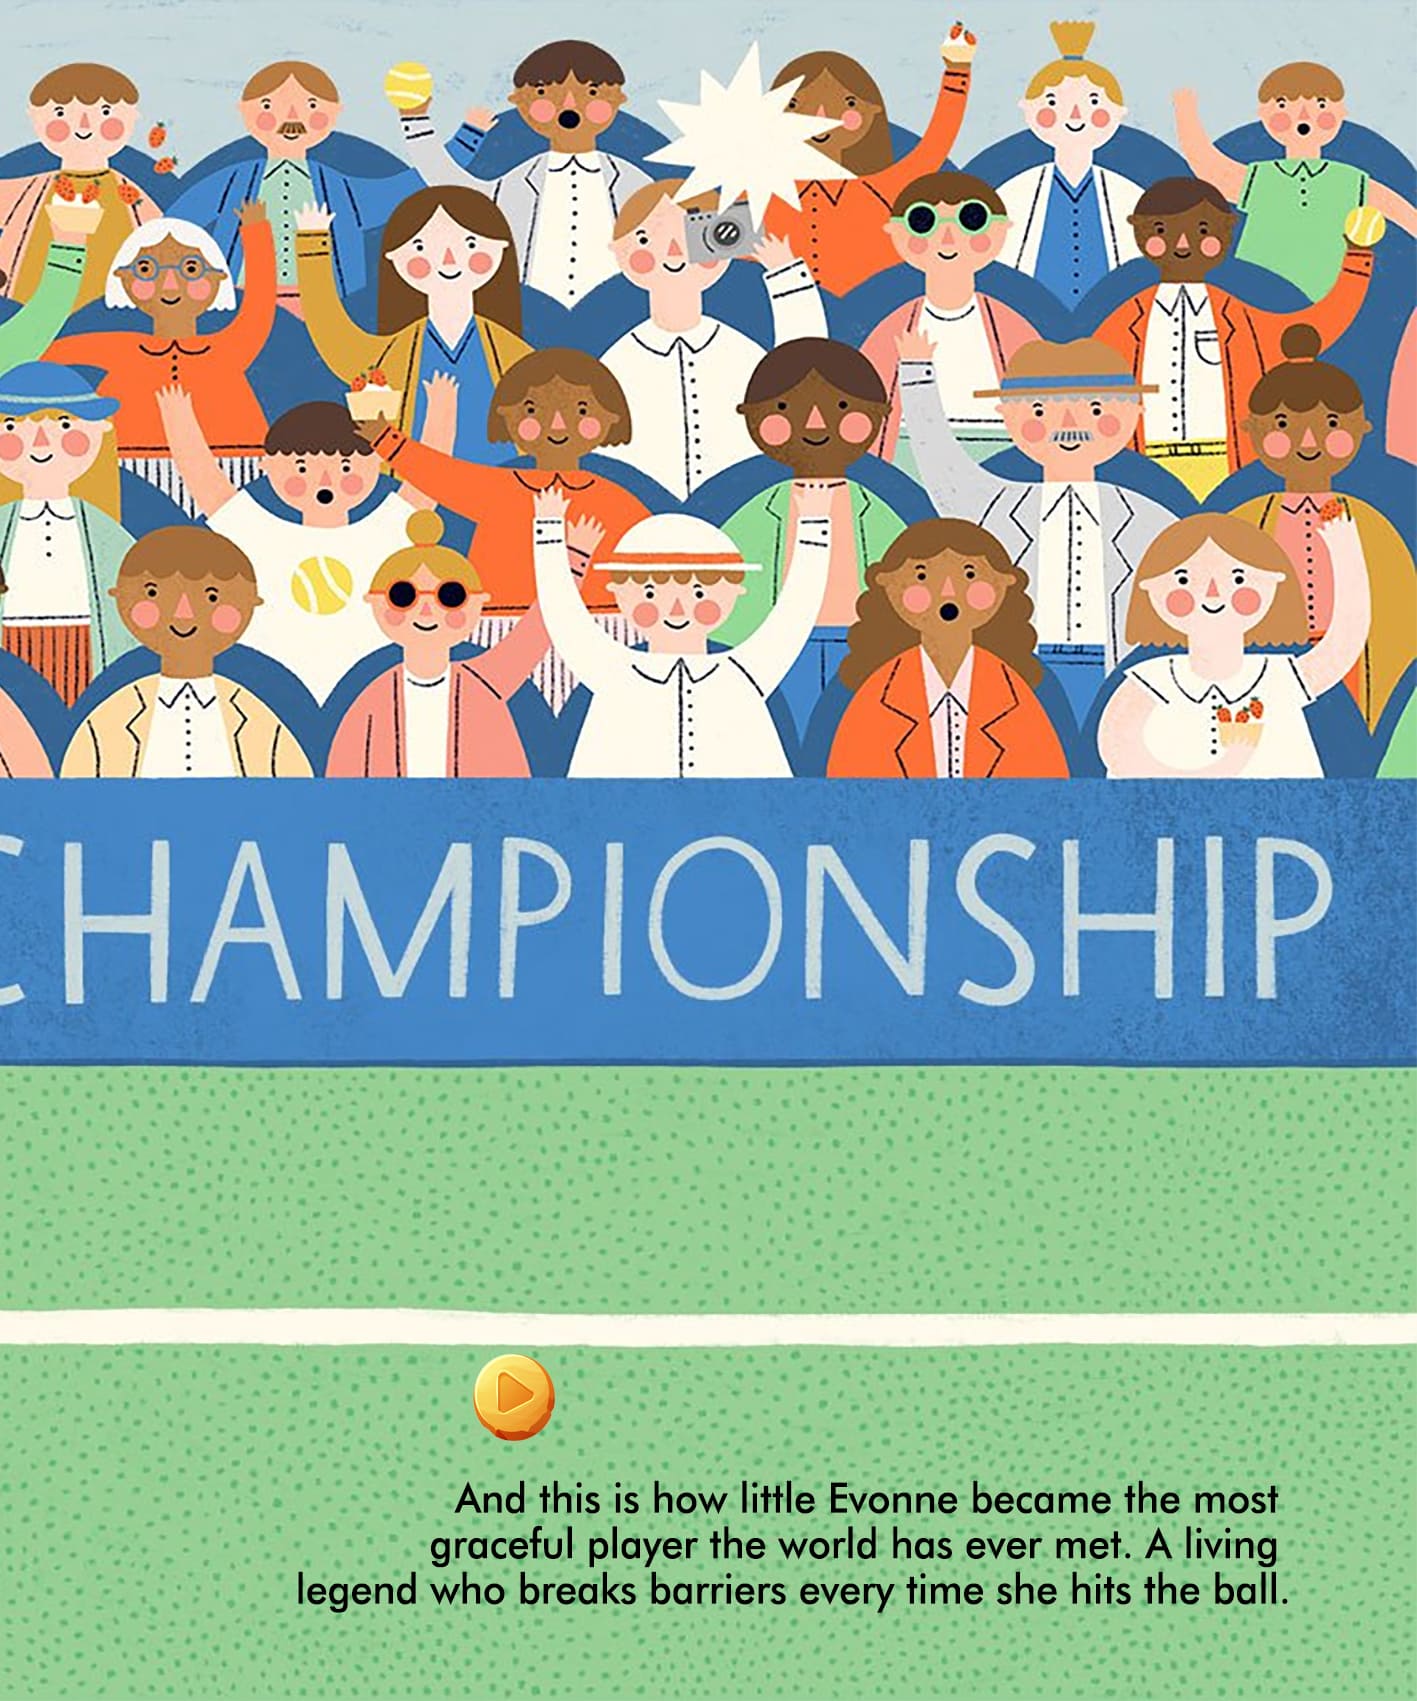 CHAMPIONSHIP
And this is how little Evonne became the most
graceful player the world has ever met. A living
legend who breaks barriers every time she hits the ball.